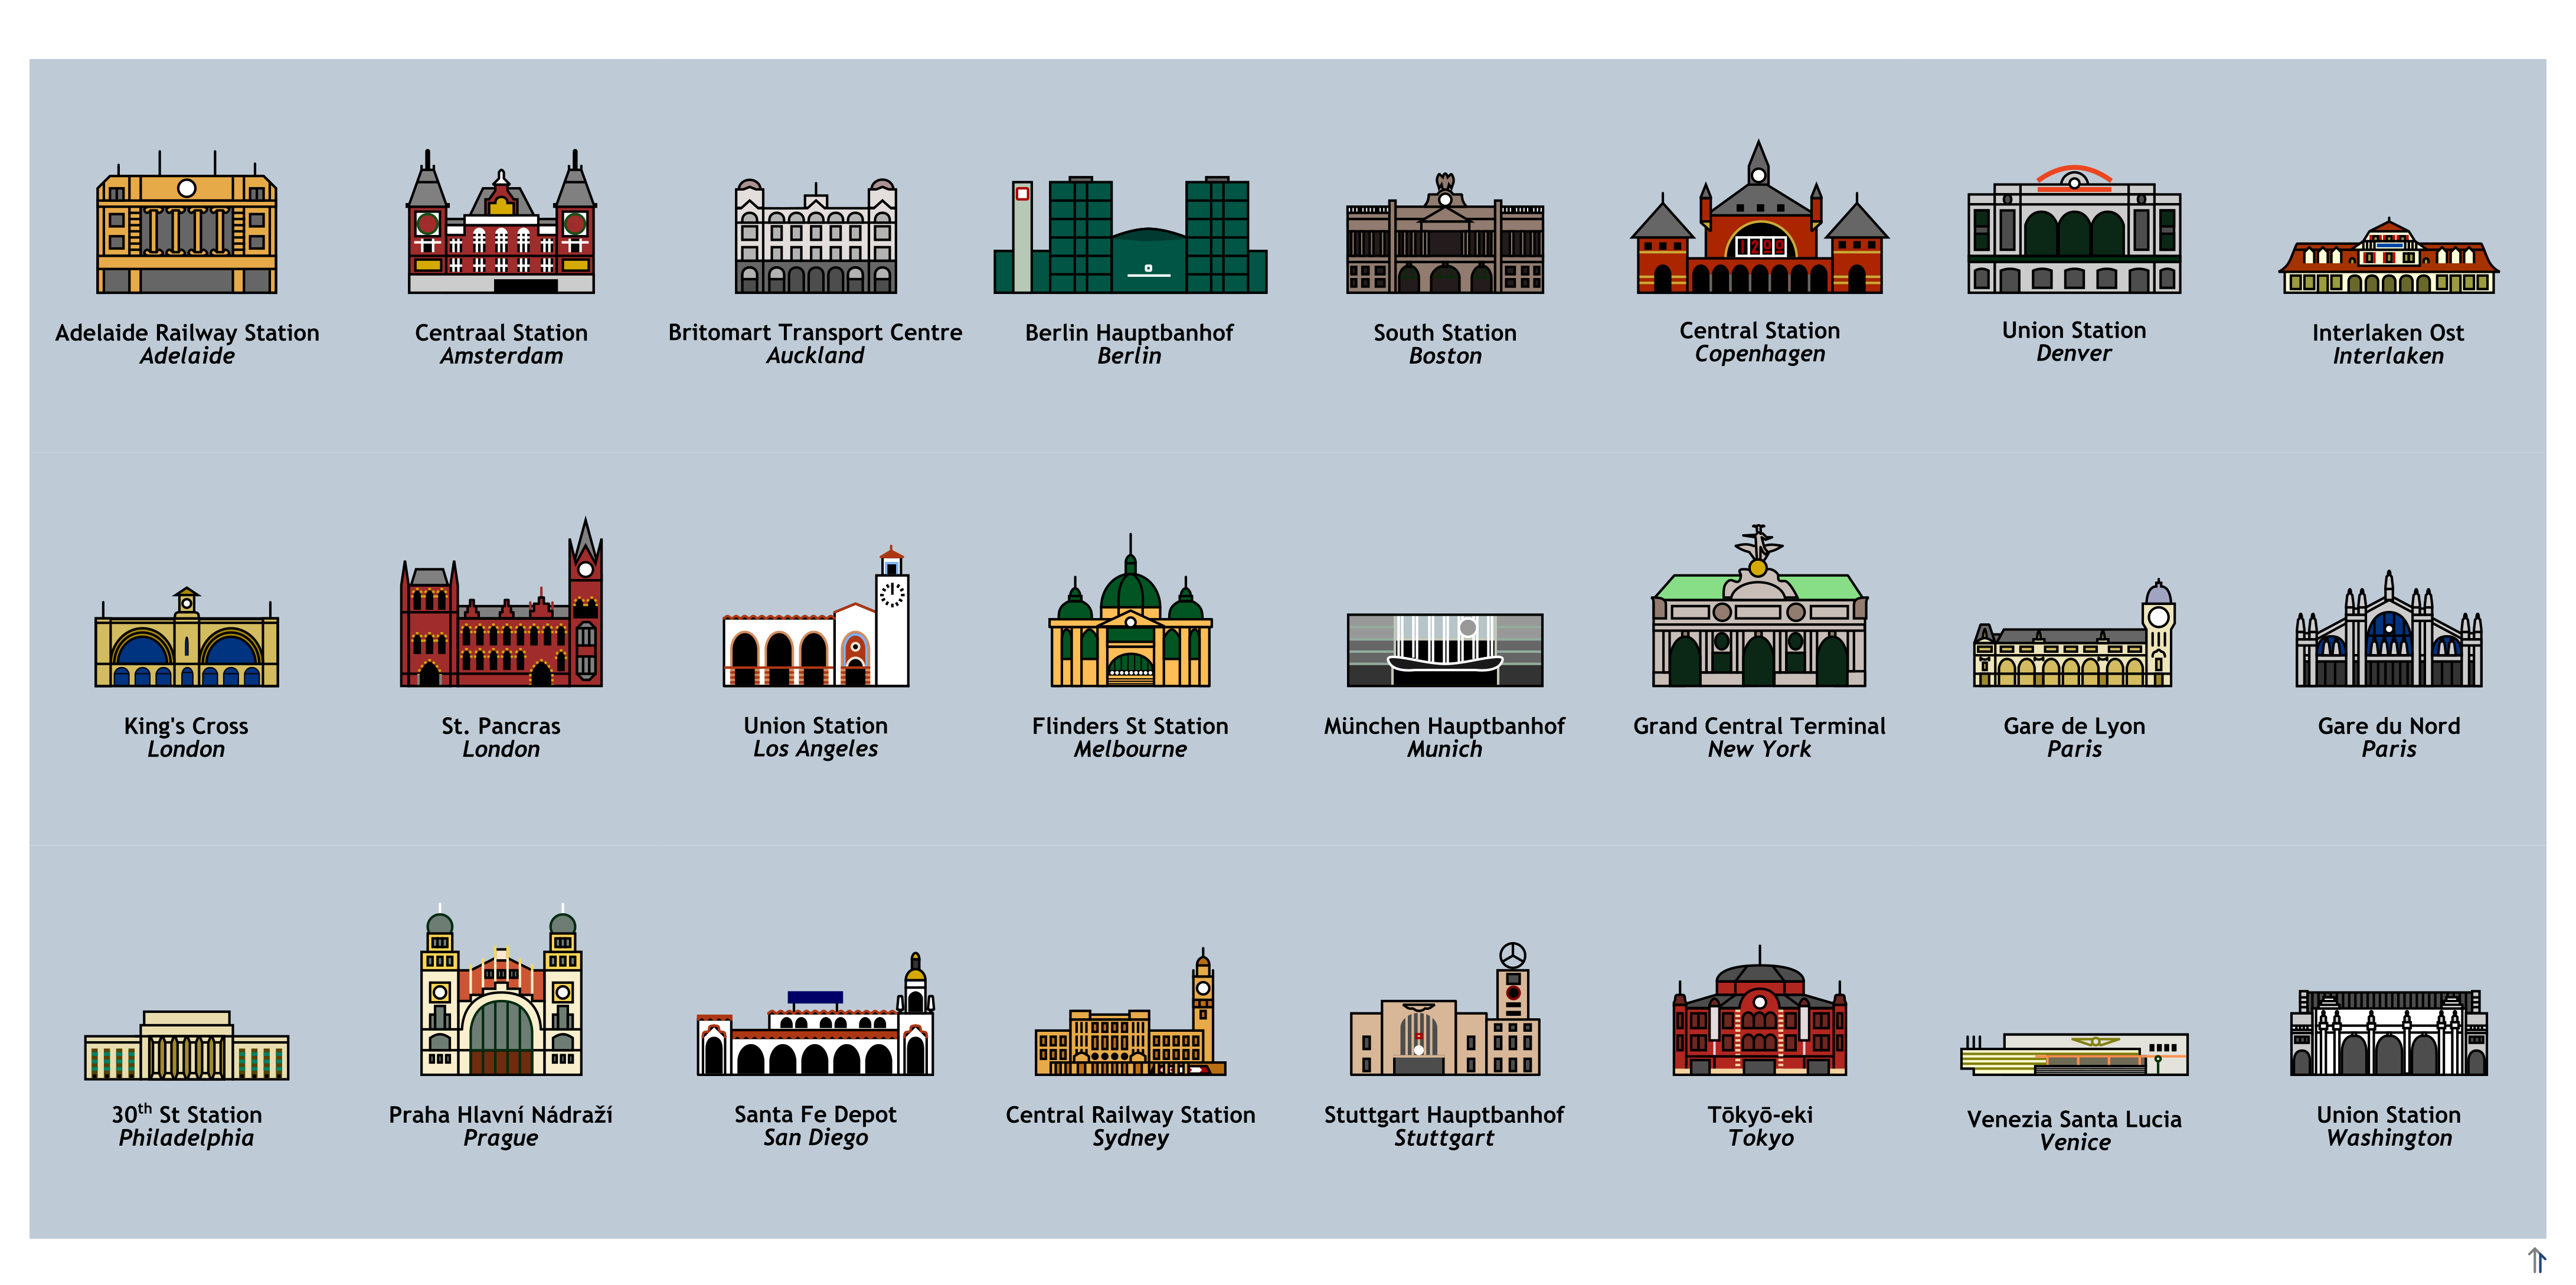 Adelaide Railway Station
Adelaide
Centraal Station
Amsterdam
Britomart Transport Centre
Auckland
Berlin Hauptbanhof
Berlin
South Station
Boston
1200
Central Station
Copenhagen
Union Station
Denver
Interlaken Ost
Interlaken
King's Cross
London
St. Pancras
London
Union Station
Los Angeles
Flinders St Station
Melbourne
München Hauptbanhof
Munich
Grand Central Terminal
New York
Gare de Lyon
Paris
Gare du Nord
Paris
30th St Station
Philadelphia
Praha Hlavní Nádraží
Prague
Santa Fe Depot
San Diego
Central Railway Station
Sydney
Stuttgart Hauptbanhof
Stuttgart
Tōkyō-eki
Tokyo
Venezia Santa Lucia
Venice
Union Station
Washington